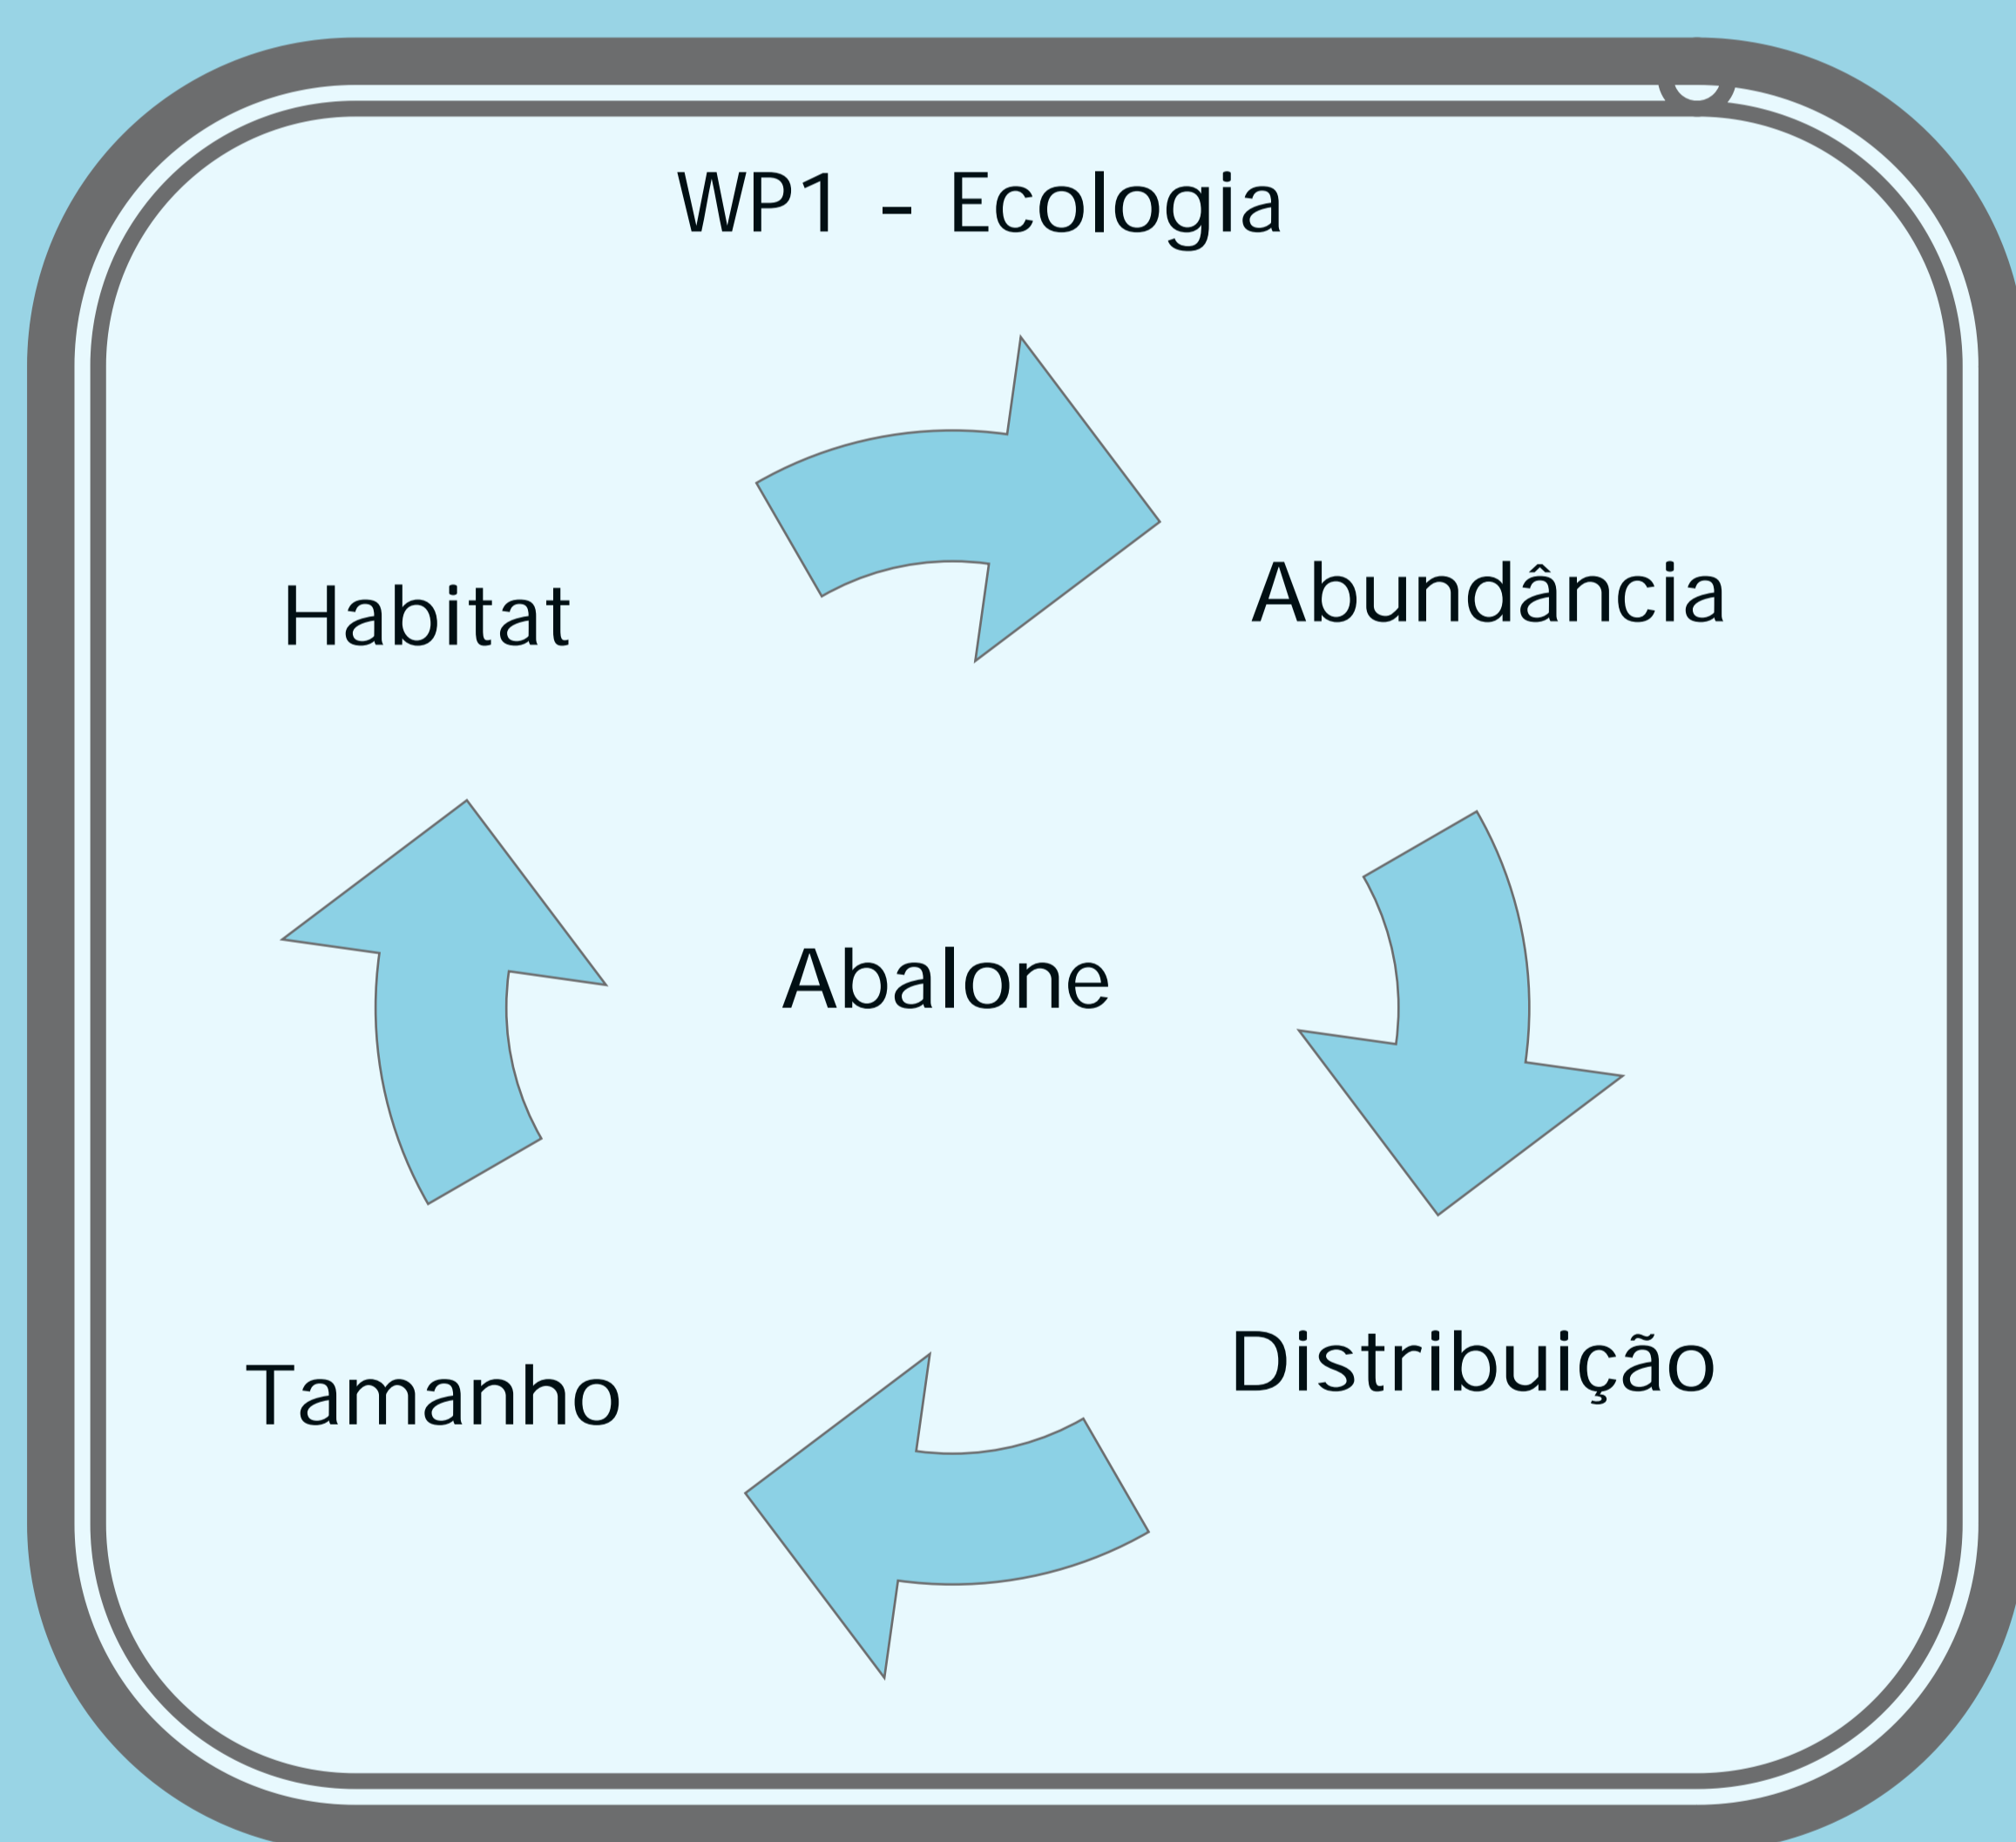 WP1 - Ecologia
Habitat
Abundância
Abalone
Tamanho
Distribuição